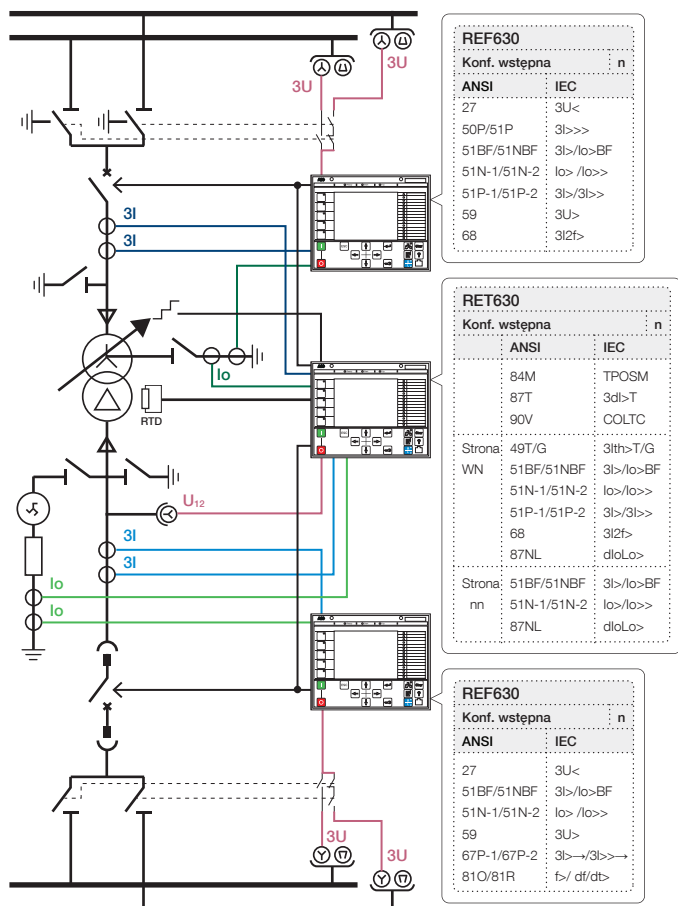 3U
3U
REF630
Konf. wstępna n
ANSI IEC
27 3U<
50P/51P 3I>>>
51BF/51NBF 3I>/Io>BF
51N-1/51N-2 Io> /Io>>
51P-1/51P-2 3I>/3I>>
59 3U>
68 3I2f>
3I
3I
Io
RTD
RET630
Konf. wstępna n
ANSI IEC
84M TPOSM
87T 3dI>T
90V COLTC
Strona WN
49T/G 3Ith>T/G
51BF/51NBF 3I>/Io>BF
51N-1/51N-2 Io>/Io>>
51P-1/51P-2 3I>/3I>>
68 3I2f>
87NL dIoLo>
Strona nn
51BF/51NBF 3I>/Io>BF
51N-1/51N-2 Io>/Io>>
87NL dIoLo>
U₁₂
3I
3I
Io
Io
REF630
Konf. wstępna n
ANSI IEC
27 3U<
51BF/51NBF 3I>/Io>BF
51N-1/51N-2 Io> /Io>>
59 3U>
67P-1/67P-2 3I>→/3I>>→
81O/81R f>/ df/dt>
3U
3U